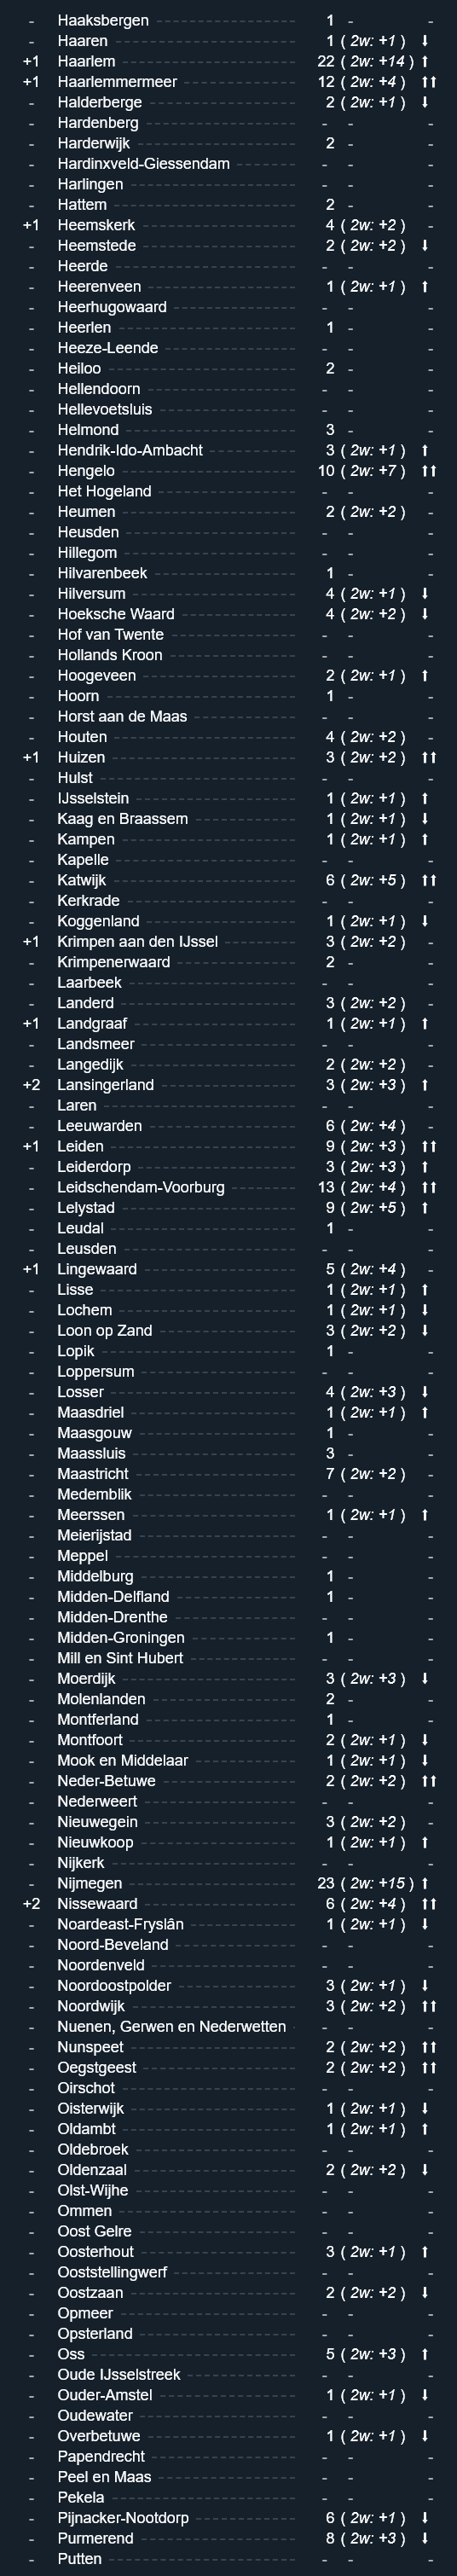 - Haaksbergen 1 - -
- Haaren 1 ( 2w: +1 ) ⬇
+1 Haarlem 22 ( 2w: +14 ) ⬆
+1 Haarlemmermeer 12 ( 2w: +4 ) ⬆⬆
- Halderberge 2 ( 2w: +1 ) ⬇
- Hardenberg - - -
- Harderwijk 2 - -
- Hardinxveld-Giessendam - - -
- Harlingen - - -
- Hattem 2 - -
+1 Heemskerk 4 ( 2w: +2 ) -
- Heemstede 2 ( 2w: +2 ) ⬇
- Heerde - - -
- Heerenveen 1 ( 2w: +1 ) ⬆
- Heerhugowaard - - -
- Heerlen 1 - -
- Heeze-Leende - - -
- Heiloo 2 - -
- Hellendoorn - - -
- Hellevoetsluis - - -
- Helmond 3 - -
- Hendrik-Ido-Ambacht 3 ( 2w: +1 ) ⬆
- Hengelo 10 ( 2w: +7 ) ⬆⬆
- Het Hogeland - - -
- Heumen 2 ( 2w: +2 ) -
- Heusden - - -
- Hillegom - - -
- Hilvarenbeek 1 - -
- Hilversum 4 ( 2w: +1 ) ⬇
- Hoeksche Waard 4 ( 2w: +2 ) ⬇
- Hof van Twente - - -
- Hollands Kroon - - -
- Hoogeveen 2 ( 2w: +1 ) ⬆
- Hoorn 1 - -
- Horst aan de Maas - - -
- Houten 4 ( 2w: +2 ) -
+1 Huizen 3 ( 2w: +2 ) ⬆⬆
- Hulst - - -
- IJsselstein 1 ( 2w: +1 ) ⬆
- Kaag en Braassem 1 ( 2w: +1 ) ⬇
- Kampen 1 ( 2w: +1 ) ⬆
- Kapelle - - -
- Katwijk 6 ( 2w: +5 ) ⬆⬆
- Kerkrade - - -
- Koggenland 1 ( 2w: +1 ) ⬇
+1 Krimpen aan den IJssel 3 ( 2w: +2 ) -
- Krimpenerwaard 2 - -
- Laarbeek - - -
- Landerd 3 ( 2w: +2 ) -
+1 Landgraaf 1 ( 2w: +1 ) ⬆
- Landsmeer - - -
- Langedijk 2 ( 2w: +2 ) -
+2 Lansingerland 3 ( 2w: +3 ) ⬆
- Laren - - -
- Leeuwarden 6 ( 2w: +4 ) -
+1 Leiden 9 ( 2w: +3 ) ⬆⬆
- Leiderdorp 3 ( 2w: +3 ) ⬆
- Leidschendam-Voorburg 13 ( 2w: +4 ) ⬆⬆
- Lelystad 9 ( 2w: +5 ) ⬆
- Leudal 1 - -
- Leusden - - -
+1 Lingewaard 5 ( 2w: +4 ) -
- Lisse 1 ( 2w: +1 ) ⬆
- Lochem 1 ( 2w: +1 ) ⬇
- Loon op Zand 3 ( 2w: +2 ) ⬇
- Lopik 1 - -
- Loppersum - - -
- Losser 4 ( 2w: +3 ) ⬇
- Maasdriel 1 ( 2w: +1 ) ⬆
- Maasgouw 1 - -
- Maassluis 3 - -
- Maastricht 7 ( 2w: +2 ) -
- Medemblik - - -
- Meerssen 1 ( 2w: +1 ) ⬆
- Meierijstad - - -
- Meppel - - -
- Middelburg 1 - -
- Midden-Delfland 1 - -
- Midden-Drenthe - - -
- Midden-Groningen 1 - -
- Mill en Sint Hubert - - -
- Moerdijk 3 ( 2w: +3 ) ⬇
- Molenlanden 2 - -
- Montferland 1 - -
- Montfoort 2 ( 2w: +1 ) ⬇
- Mook en Middelaar 1 ( 2w: +1 ) ⬇
- Neder-Betuwe 2 ( 2w: +2 ) ⬆⬆
- Nederweert - - -
- Nieuwegein 3 ( 2w: +2 ) -
- Nieuwkoop 1 ( 2w: +1 ) ⬆
- Nijkerk - - -
- Nijmegen 23 ( 2w: +15 ) ⬆
+2 Nissewaard 6 ( 2w: +4 ) ⬆⬆
- Noardeast-Fryslân 1 ( 2w: +1 ) ⬇
- Noord-Beveland - - -
- Noordenveld - - -
- Noordoostpolder 3 ( 2w: +1 ) ⬇
- Noordwijk 3 ( 2w: +2 ) ⬆⬆
- Nuenen, Gerwen en Nederwetten - - -
- Nunspeet 2 ( 2w: +2 ) ⬆⬆
- Oegstgeest 2 ( 2w: +2 ) ⬆⬆
- Oirschot - - -
- Oisterwijk 1 ( 2w: +1 ) ⬇
- Oldambt 1 ( 2w: +1 ) ⬆
- Oldebroek - - -
- Oldenzaal 2 ( 2w: +2 ) ⬇
- Olst-Wijhe - - -
- Ommen - - -
- Oost Gelre - - -
- Oosterhout 3 ( 2w: +1 ) ⬆
- Ooststellingwerf - - -
- Oostzaan 2 ( 2w: +2 ) ⬇
- Opmeer - - -
- Opsterland - - -
- Oss 5 ( 2w: +3 ) ⬆
- Oude IJsselstreek - - -
- Ouder-Amstel 1 ( 2w: +1 ) ⬇
- Oudewater - - -
- Overbetuwe 1 ( 2w: +1 ) ⬇
- Papendrecht - - -
- Peel en Maas - - -
- Pekela - - -
- Pijnacker-Nootdorp 6 ( 2w: +1 ) ⬇
- Purmerend 8 ( 2w: +3 ) ⬇
- Putten - - -